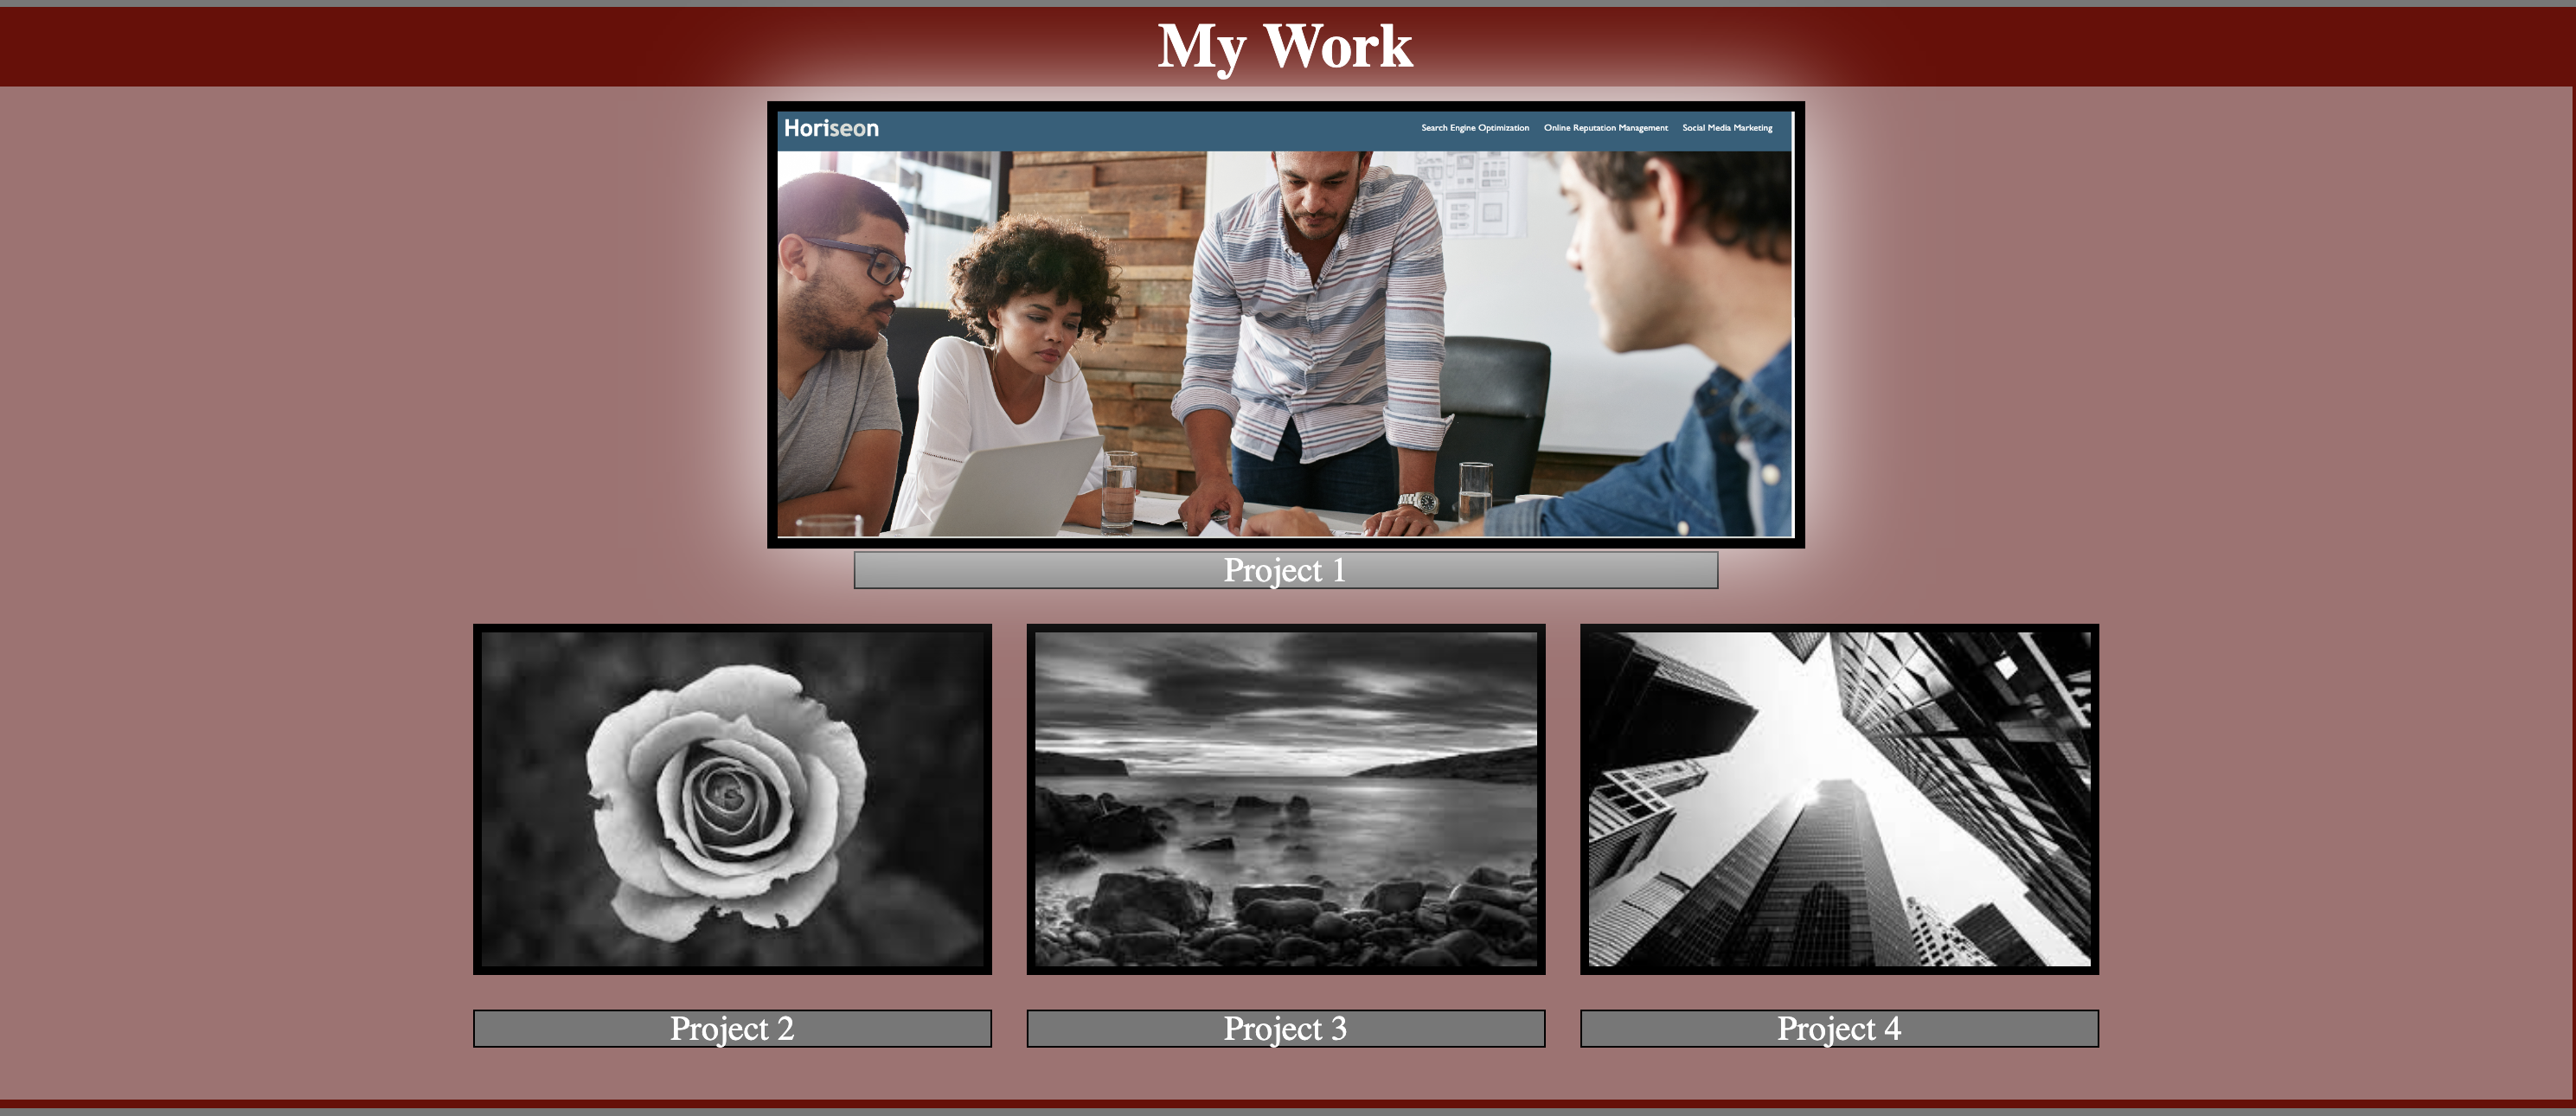 My Work
Horiseon
Search Engine Optimization Online Reputation Management Social Media Marketing
Project 1
Project 2 Project 3 Project 4